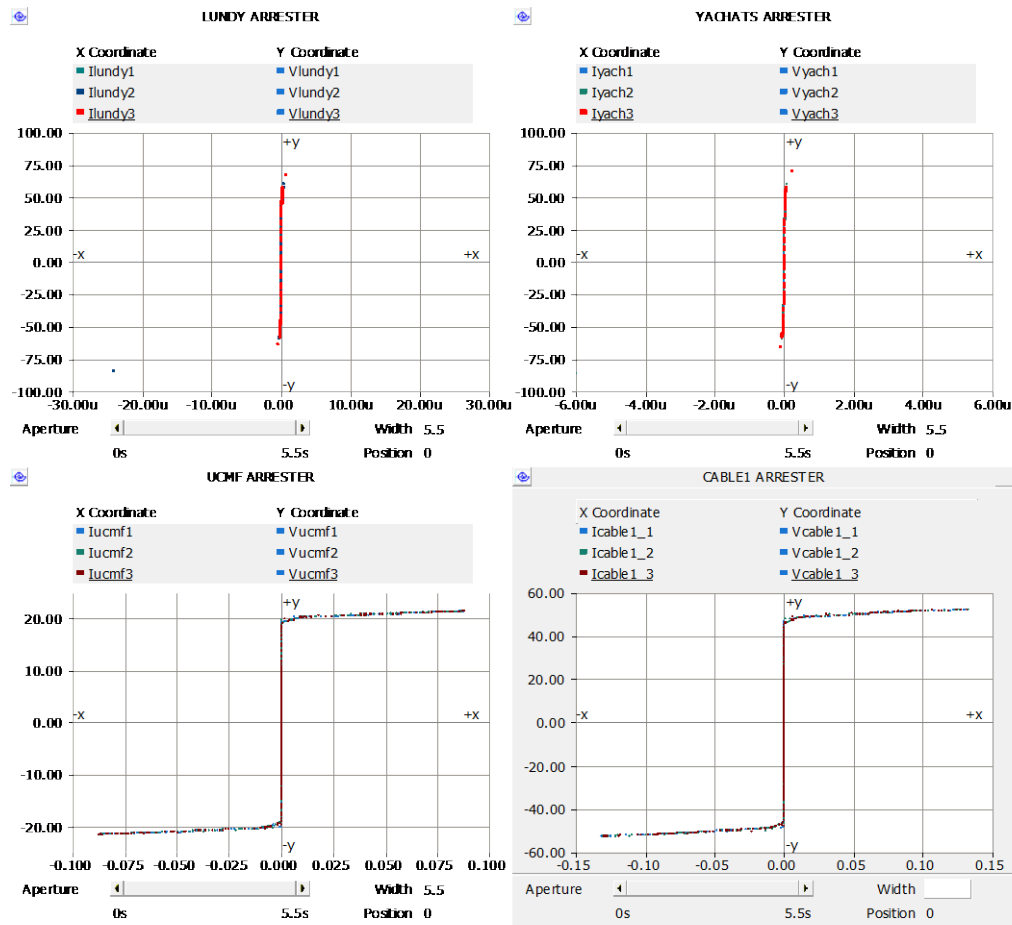 LUNDY ARRESTER
X Coordinate Y Coordinate
Ilundy1 Vlundy1
Ilundy2 Vlundy2
Ilundy3 Vlundy3
100.00
+y
75.00
50.00
25.00
-x +x
0.00
-25.00
-50.00
-75.00
-y
-100.00
-30.00u -20.00u -10.00u 0.00 10.00u 20.00u 30.00u
Aperture Width 5.5
0s 5.5s Position 0
YACHATS ARRESTER
X Coordinate Y Coordinate
Iyach1 Vyach1
Iyach2 Vyach2
Iyach3 Vyach3
100.00
+y
75.00
50.00
25.00
-x +x
0.00
-25.00
-50.00
-75.00
-y
-100.00
-6.00u -4.00u -2.00u 0.00 2.00u 4.00u 6.00u
Aperture Width 5.5
0s 5.5s Position 0
UCMF ARRESTER
X Coordinate Y Coordinate
Iucmf1 Vucmf1
Iucmf2 Vucmf2
Iucmf3 Vucmf3
+y
20.00
10.00
-x +x
0.00
-10.00
-20.00
-y
-0.100 -0.075 -0.050 -0.025 0.000 0.025 0.050 0.075 0.100
Aperture Width 5.5
0s 5.5s Position 0
CABLE1 ARRESTER
X Coordinate Y Coordinate
Icable1_1 Vcable1_1
Icable1_2 Vcable1_2
Icable1_3 Vcable1_3
60.00
+y
40.00
20.00
-x +x
0.00
-20.00
-40.00
-y
-60.00
-0.15 -0.10 -0.05 0.00 0.05 0.10 0.15
Aperture Width
0s 5.5s Position 0